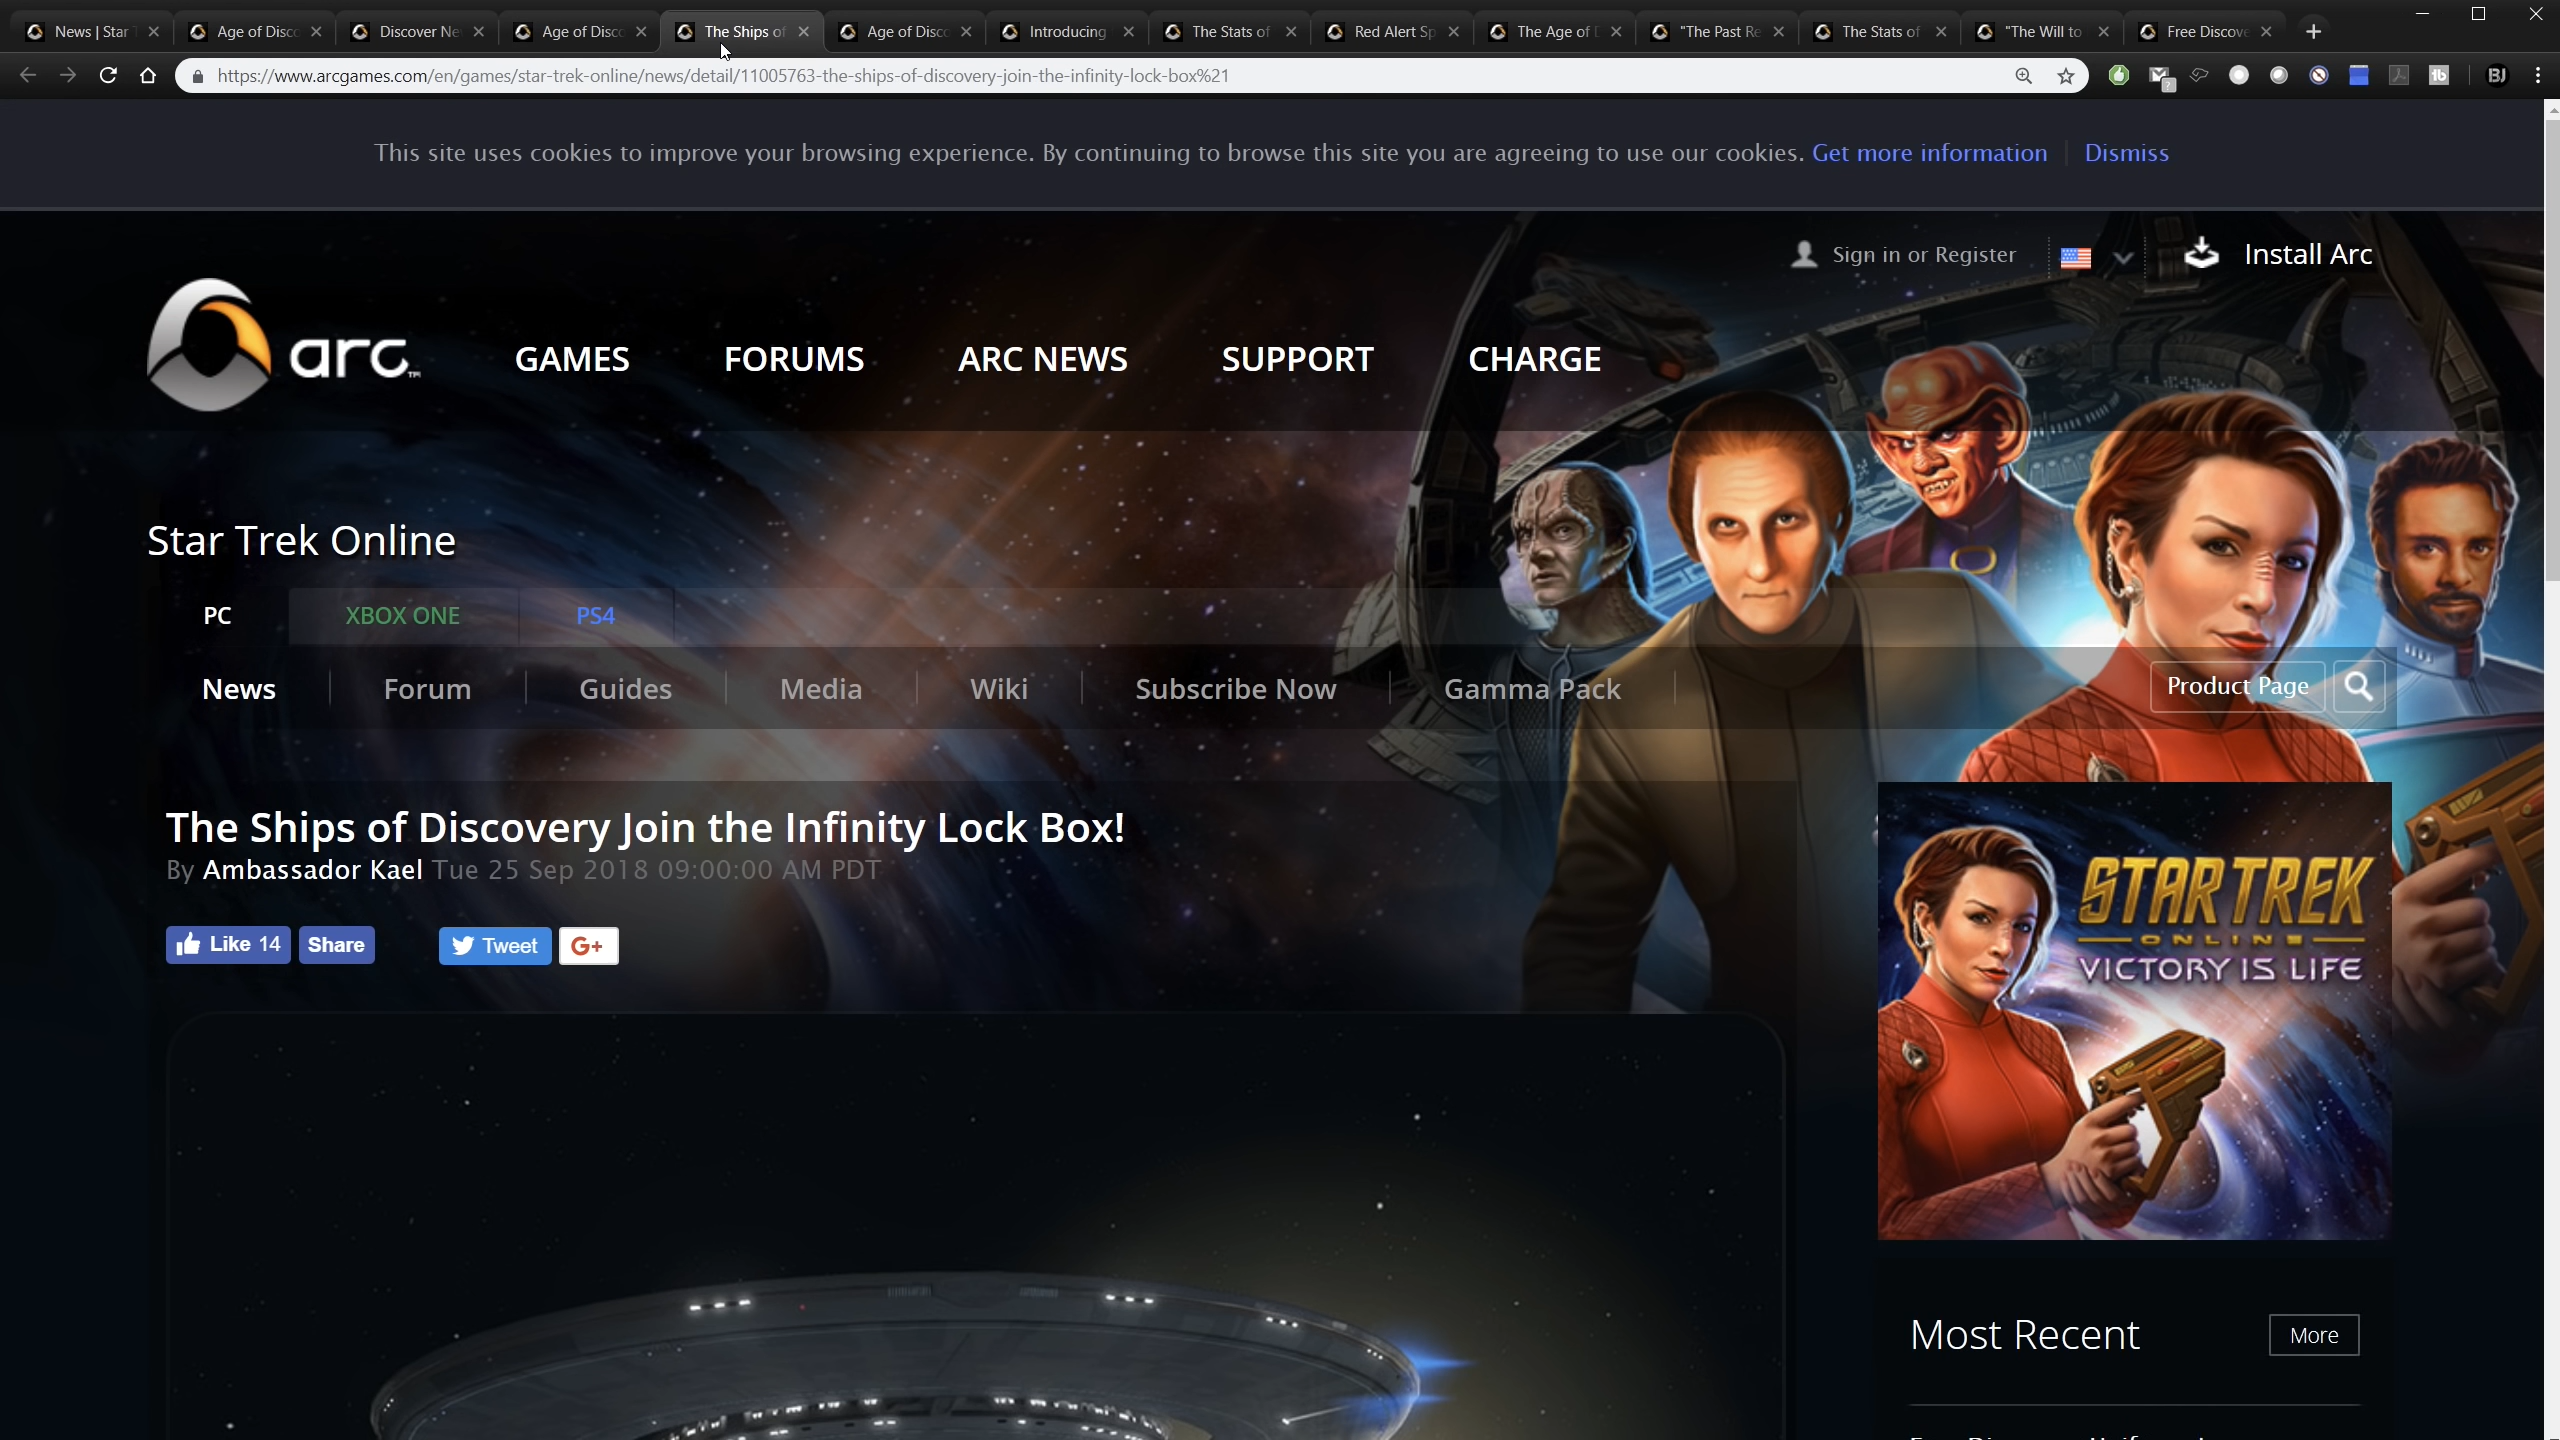 News | Star T
Age of Disco
Discover Ne
Age of Disco
The Ships of
Age of Disco
Introducing
The Stats of
Red Alert Sp
The Age of D
"The Past Re
The Stats of
"The Will to
Free Discove
https://www.arcgames.com/en/games/star-trek-online/news/detail/11005763-the-ships-of-discovery-join-the-infinity-lock-box%21
BJ
This site uses cookies to improve your browsing experience. By continuing to browse this site you are agreeing to use our cookies. Get more information | Dismiss
Sign in or Register
Install Arc
arc™
GAMES FORUMS ARC NEWS SUPPORT CHARGE
Star Trek Online
PC XBOX ONE PS4
News Forum Guides Media Wiki Subscribe Now Gamma Pack Product Page
The Ships of Discovery Join the Infinity Lock Box!
By Ambassador Kael Tue 25 Sep 2018 09:00:00 AM PDT
Like 14 Share Tweet G+
STAR TREK
ONLINE
VICTORY IS LIFE
Most Recent More